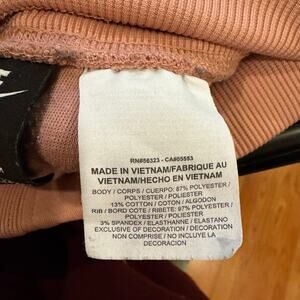 RN#56323 - CA#05553
MADE IN VIETNAM/FABRIQUE AU
VIETNAM/HECHO EN VIETNAM
BODY / CORPS / CUERPO: 87% POLYESTER /
POLYESTER / POLIESTER
13% COTTON / COTON / ALGODON
RIB / BORD COTE / RIBETE: 97% POLYESTER /
POLYESTER / POLIESTER
3% SPANDEX / ELASTHANNE / ELASTANO
EXCLUSIVE OF DECORATION / DECORATION
NON COMPRISE / NO INCLUYE LA
DECORACION